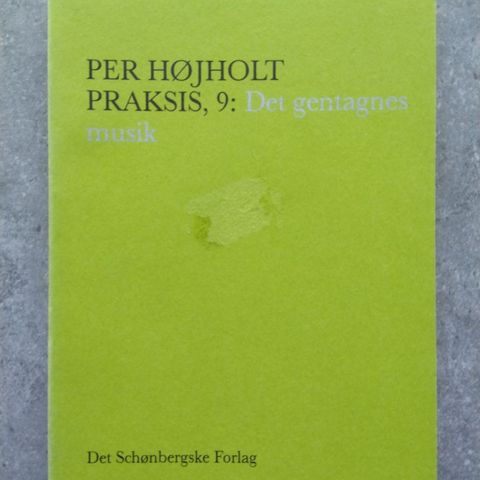 PER HØJHOLT
PRAKSIS, 9: Det gentagnes
musik
Det Schønbergske Forlag